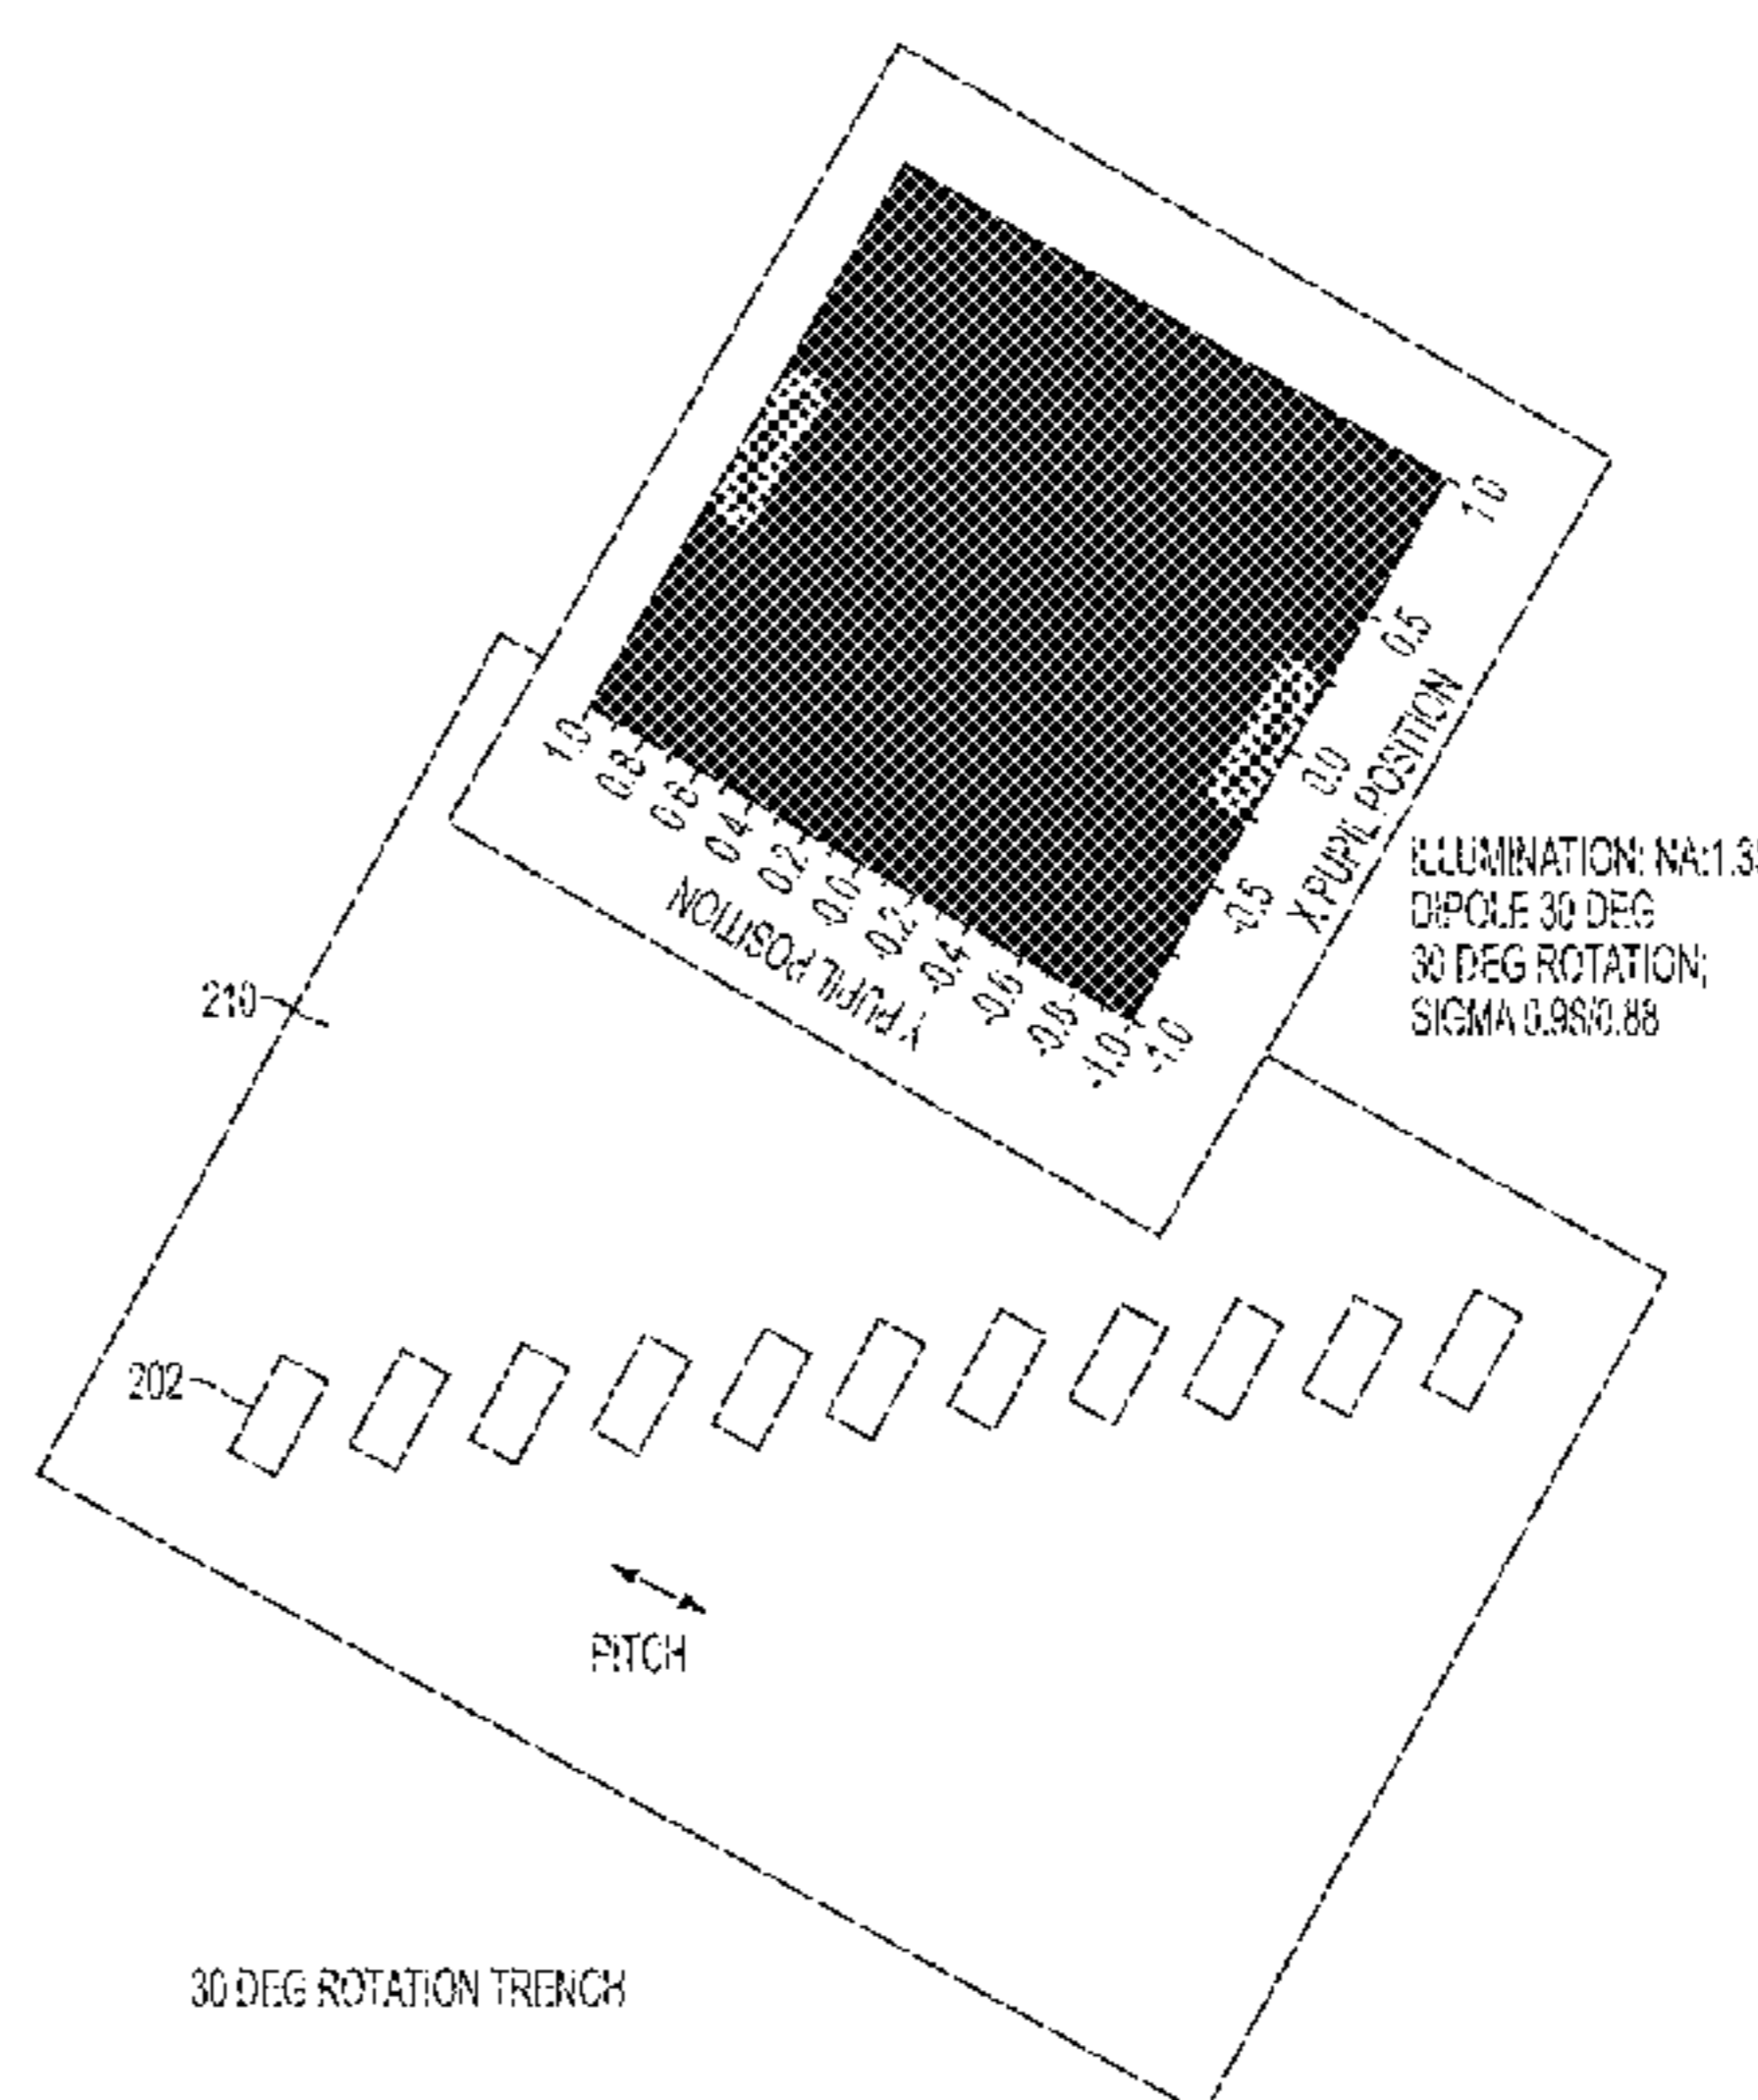 1.0
0.5
0.0
-0.5
-1.0
X PUPIL POSITION
1.0
0.8
0.6
0.4
0.2
-0.0
-0.2
-0.4
-0.6
-0.8
-1.0
Y PUPIL POSITION
ILLUMINATION: NA:1.35
DIPOLE 30 DEG
30 DEG ROTATION;
SIGMA 0.98/0.88
210
202
PITCH
30 DEG ROTATION TRENCH